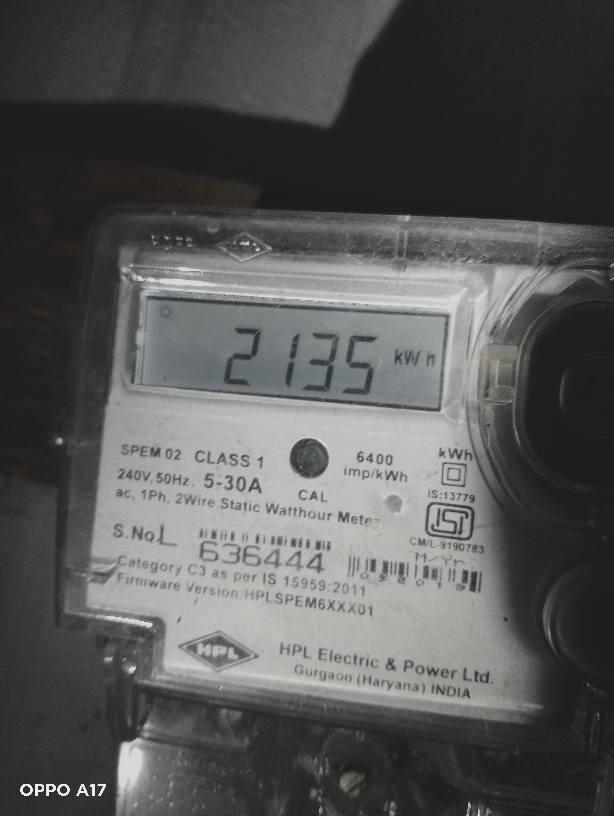 2135 kW h
SPEM 02 CLASS 1
6400
imp/kWh
kWh
240V, 50Hz, 5-30A
CAL
IS:13779
ac, 1Ph, 2Wire Static Watthour Meter
CM/L-9190783
S.No.L 636444
M/Yr.
Category C3 as per IS 15959:2011
Firmware Version:HPLSPEM6XXX01
HPL
HPL Electric & Power Ltd.
Gurgaon (Haryana) INDIA
OPPO A17